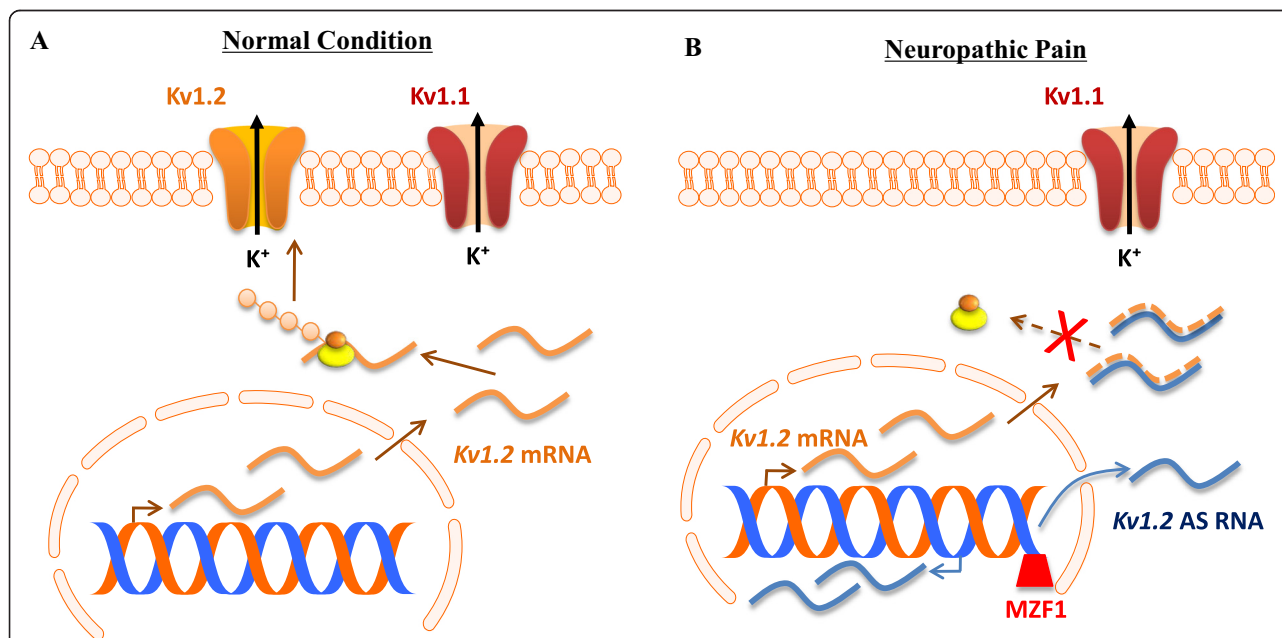 A
Normal Condition
Kv1.2
Kv1.1
K+
K+
Kv1.2 mRNA
B
Neuropathic Pain
Kv1.1
K+
Kv1.2 mRNA
Kv1.2 AS RNA
MZF1